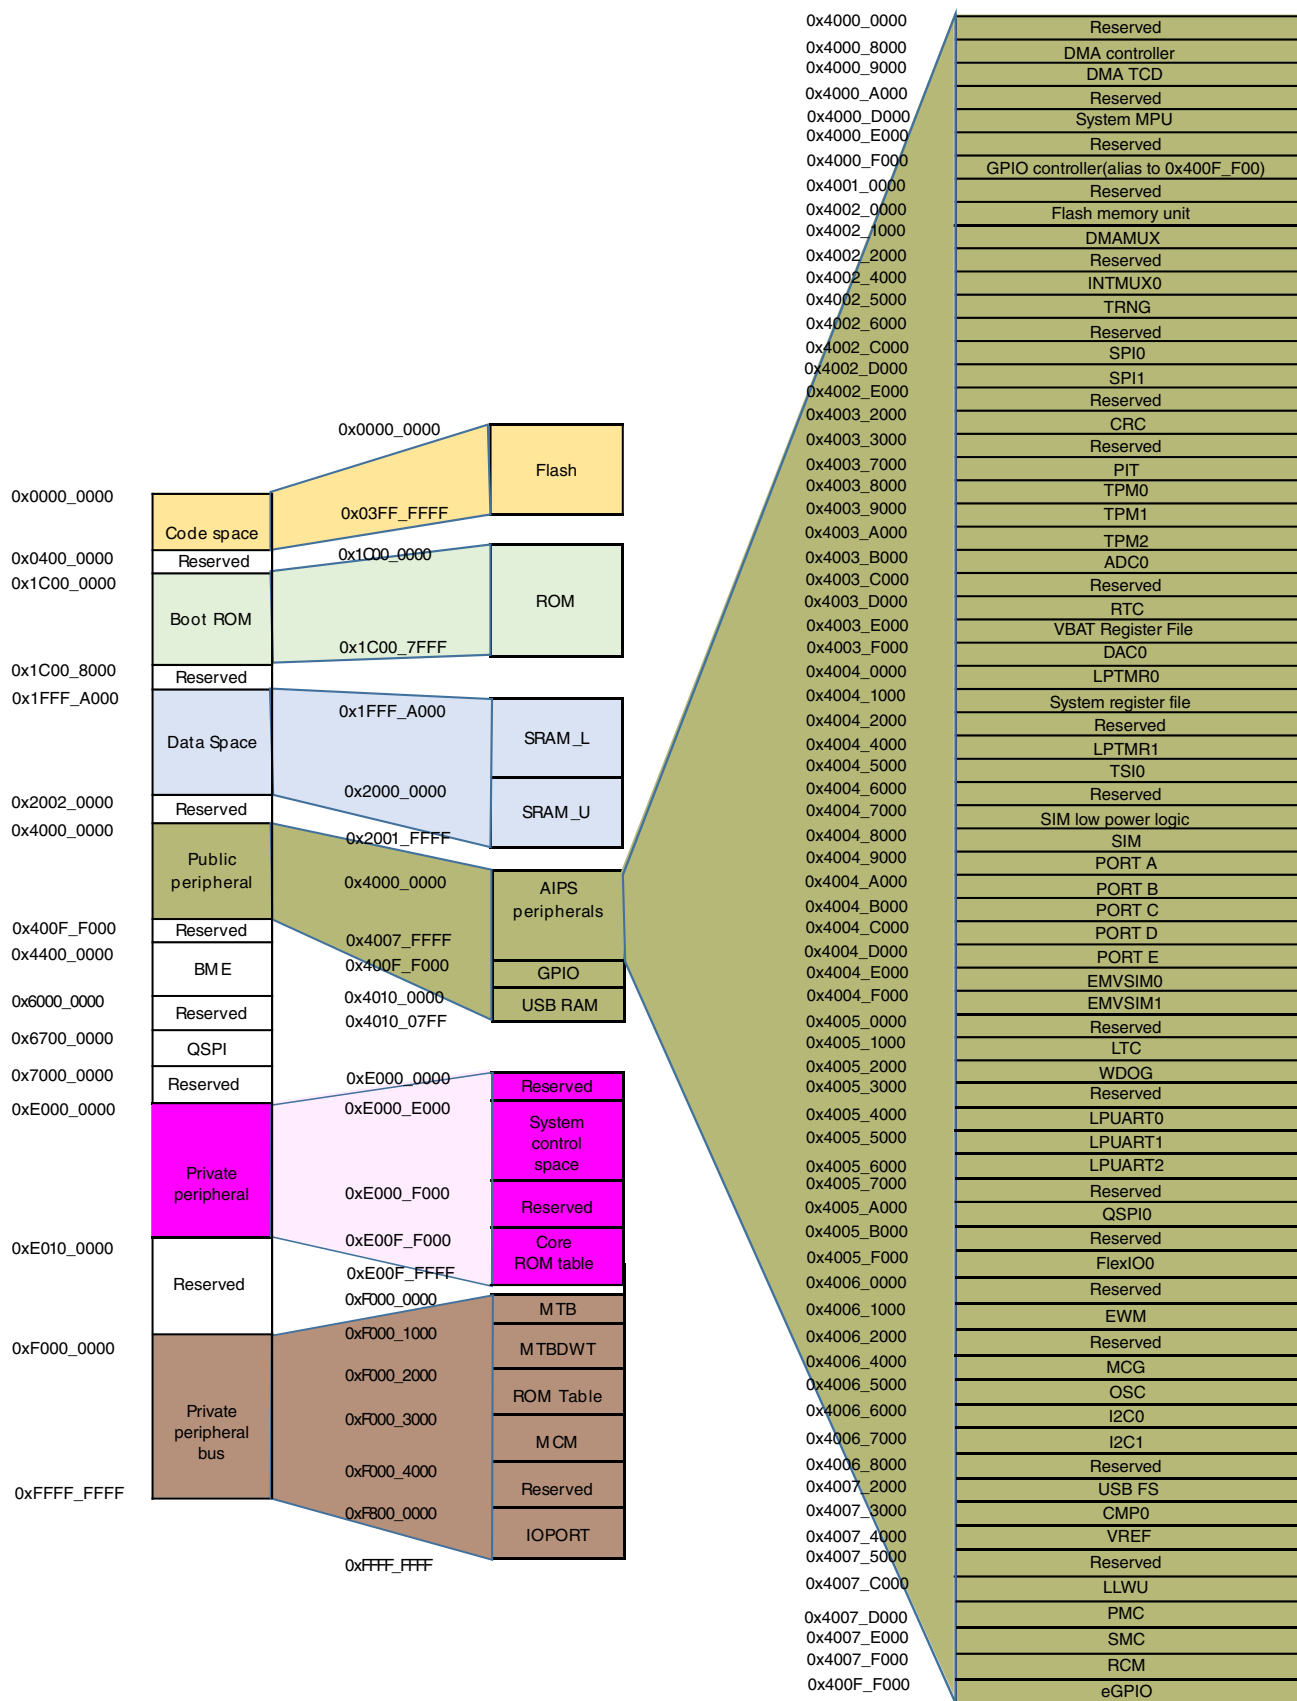 0x0000_0000
Code space
0x0400_0000
Reserved
0x1C00_0000
Boot ROM
0x1C00_8000
Reserved
0x1FFF_A000
Data Space
0x2002_0000
Reserved
0x4000_0000
Public
peripheral
0x400F_F000
Reserved
0x4400_0000
BME
0x6000_0000
Reserved
0x6700_0000
QSPI
0x7000_0000
Reserved
0xE000_0000
Private
peripheral
0xE010_0000
Reserved
0xF000_0000
Private
peripheral
bus
0xFFFF_FFFF
0x0000_0000
Flash
0x03FF_FFFF
0x1C00_0000
ROM
0x1C00_7FFF
0x1FFF_A000
SRAM_L
0x2000_0000
SRAM_U
0x2001_FFFF
0x4000_0000
AIPS
peripherals
0x4007_FFFF
0x400F_F000
GPIO
0x4010_0000
USB RAM
0x4010_07FF
0xE000_0000
Reserved
0xE000_E000
System
control
space
0xE000_F000
Reserved
0xE00F_F000
Core
ROM table
0xE00F_FFFF
0xF000_0000
MTB
0xF000_1000
MTBDWT
0xF000_2000
ROM Table
0xF000_3000
MCM
0xF000_4000
Reserved
0xF800_0000
IOPORT
0xFFFF_FFFF
0x4000_0000
Reserved
0x4000_8000
DMA controller
0x4000_9000
DMA TCD
0x4000_A000
Reserved
0x4000_D000
System MPU
0x4000_E000
Reserved
0x4000_F000
GPIO controller(alias to 0x400F_F00)
0x4001_0000
Reserved
0x4002_0000
Flash memory unit
0x4002_1000
DMAMUX
0x4002_2000
Reserved
0x4002_4000
INTMUX0
0x4002_5000
TRNG
0x4002_6000
Reserved
0x4002_C000
SPI0
0x4002_D000
SPI1
0x4002_E000
Reserved
0x4003_2000
CRC
0x4003_3000
Reserved
0x4003_7000
PIT
0x4003_8000
TPM0
0x4003_9000
TPM1
0x4003_A000
TPM2
0x4003_B000
ADC0
0x4003_C000
Reserved
0x4003_D000
RTC
0x4003_E000
VBAT Register File
0x4003_F000
DAC0
0x4004_0000
LPTMR0
0x4004_1000
System register file
0x4004_2000
Reserved
0x4004_4000
LPTMR1
0x4004_5000
TSI0
0x4004_6000
Reserved
0x4004_7000
SIM low power logic
0x4004_8000
SIM
0x4004_9000
PORT A
0x4004_A000
PORT B
0x4004_B000
PORT C
0x4004_C000
PORT D
0x4004_D000
PORT E
0x4004_E000
EMVSIM0
0x4004_F000
EMVSIM1
0x4005_0000
Reserved
0x4005_1000
LTC
0x4005_2000
WDOG
0x4005_3000
Reserved
0x4005_4000
LPUART0
0x4005_5000
LPUART1
0x4005_6000
LPUART2
0x4005_7000
Reserved
0x4005_A000
QSPI0
0x4005_B000
Reserved
0x4005_F000
FlexIO0
0x4006_0000
Reserved
0x4006_1000
EWM
0x4006_2000
Reserved
0x4006_4000
MCG
0x4006_5000
OSC
0x4006_6000
I2C0
0x4006_7000
I2C1
0x4006_8000
Reserved
0x4007_2000
USB FS
0x4007_3000
CMP0
0x4007_4000
VREF
0x4007_5000
Reserved
0x4007_C000
LLWU
0x4007_D000
PMC
0x4007_E000
SMC
0x4007_F000
RCM
0x400F_F000
eGPIO